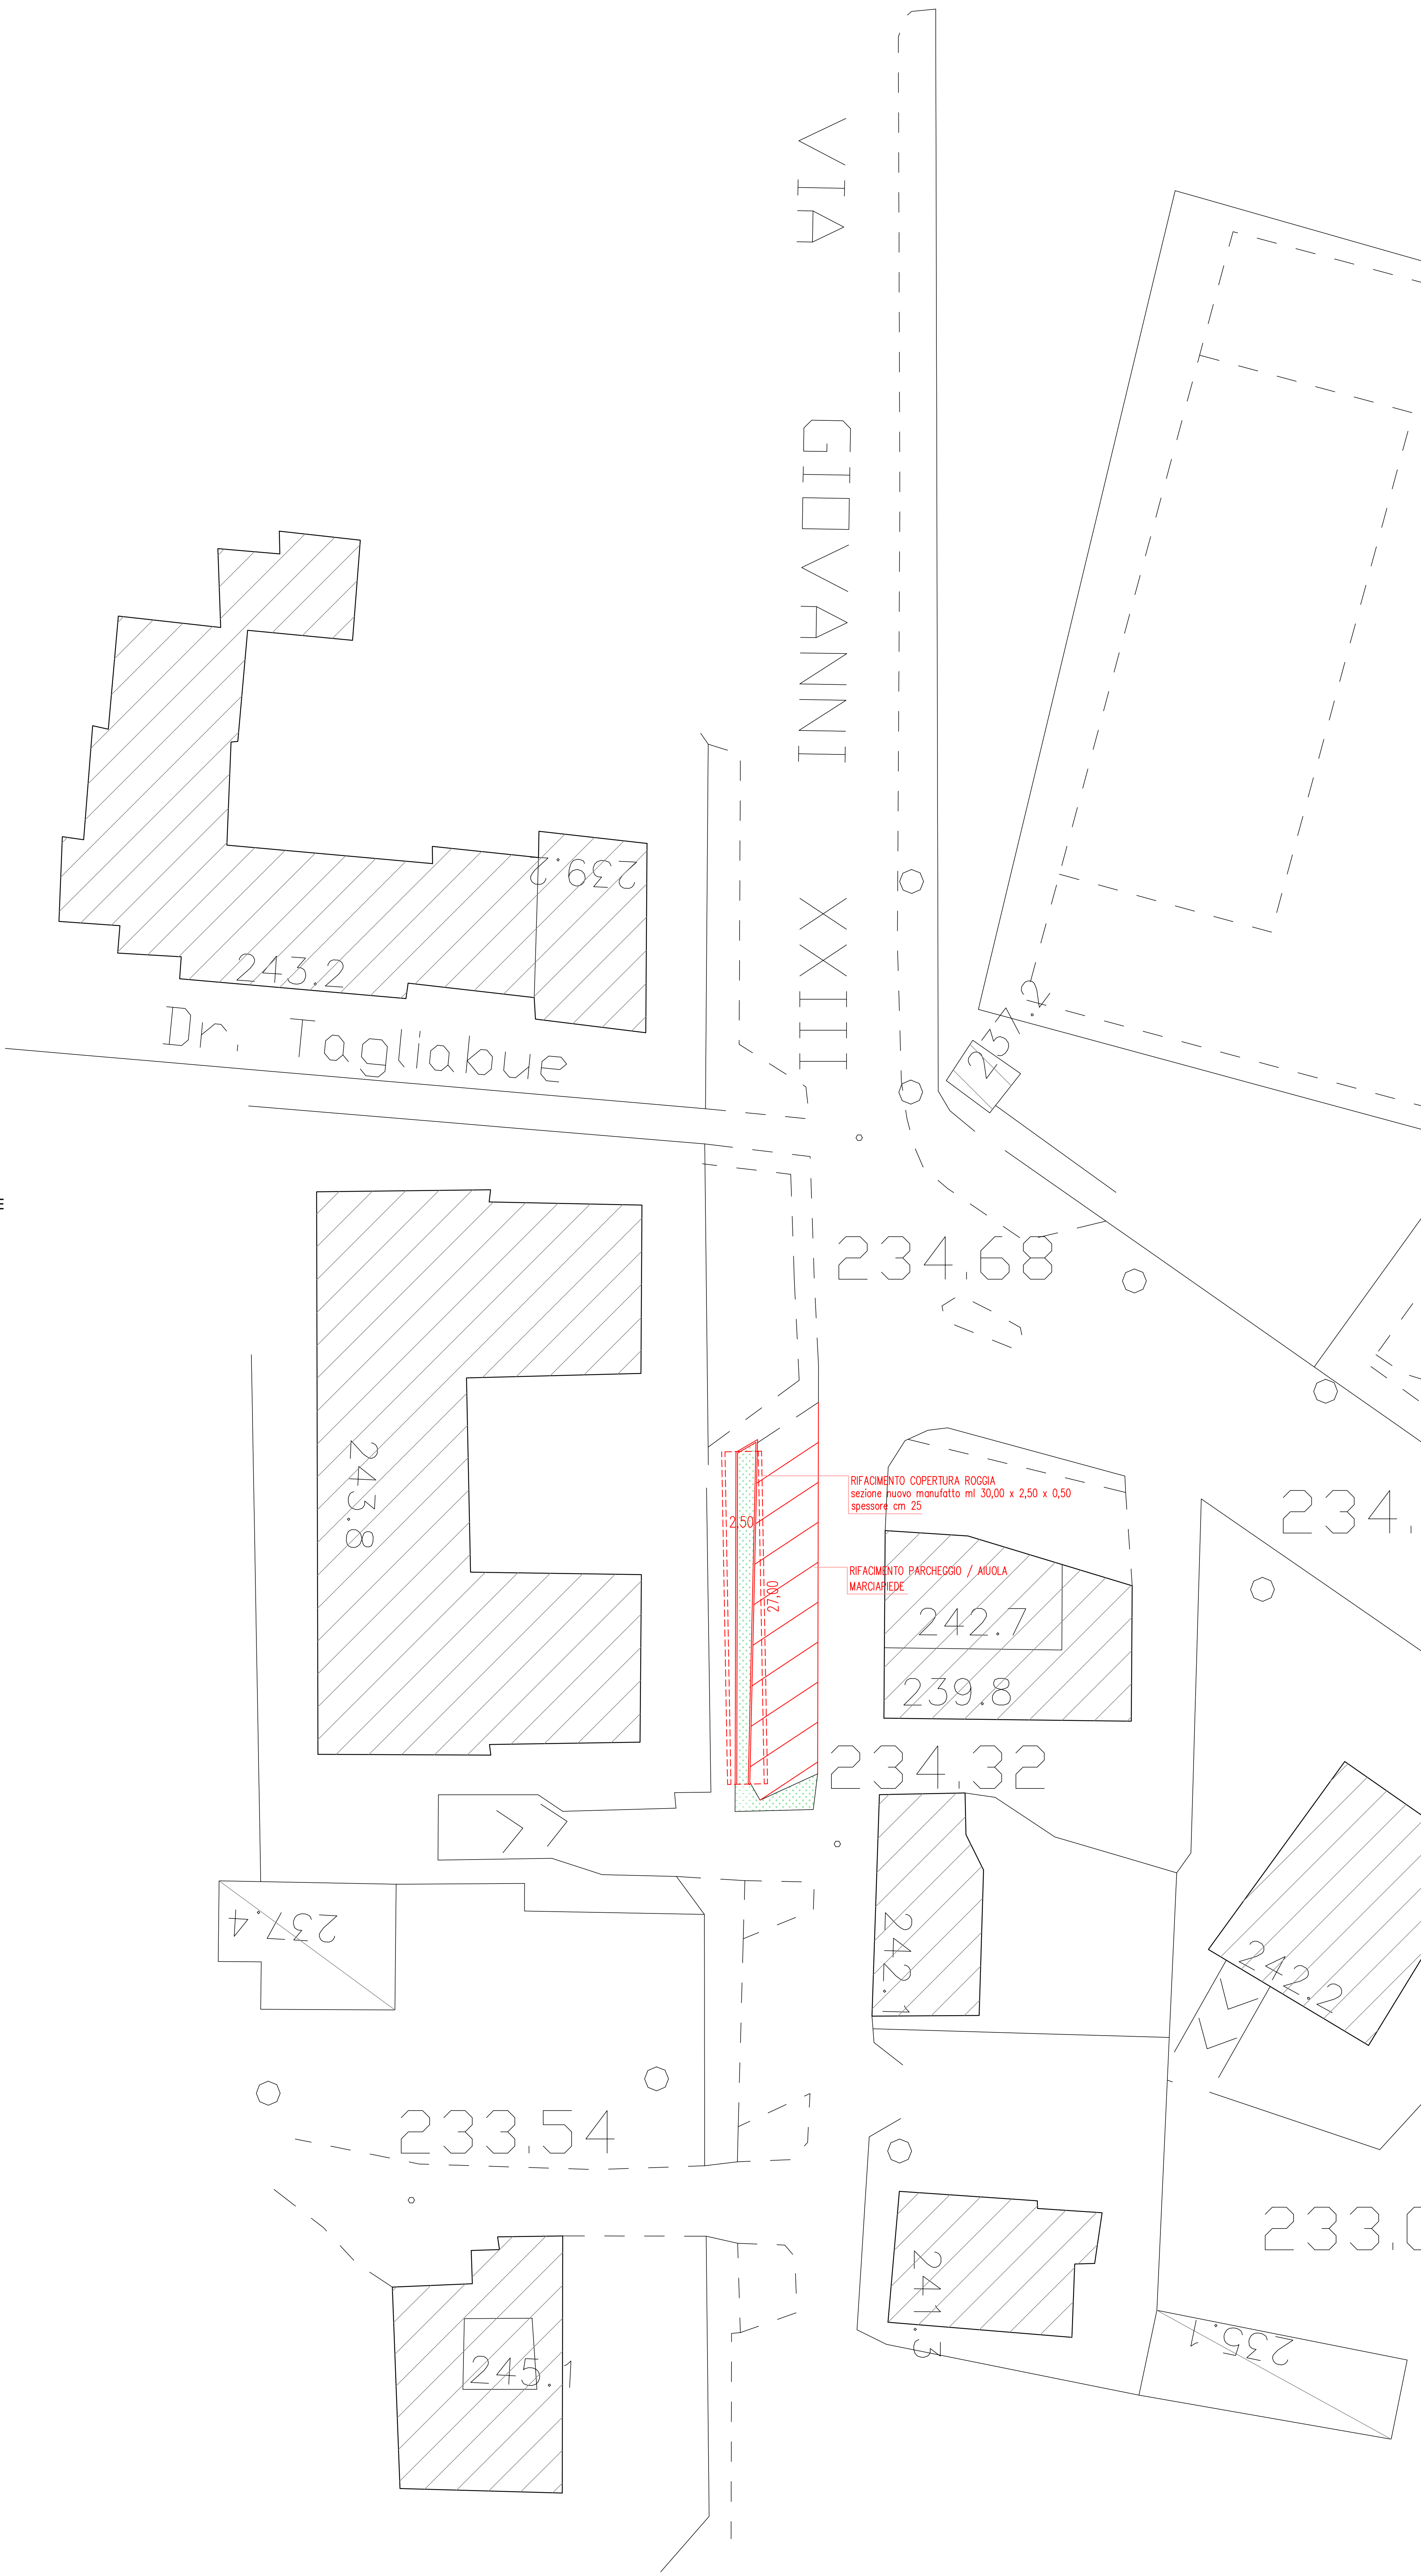 VIA GIOVANNI XXIII
239.2
243.2
Dr. Tagliabue
237.2
234.68
243.8
RIFACIMENTO COPERTURA ROGGIA
sezione nuovo manufatto ml 30,00 x 2,50 x 0,50
spessore cm 25
2,50
234.
RIFACIMENTO PARCHEGGIO / AIUOLA
MARCIAPIEDE
27,00
242.7
239.8
234.32
237.4
242.1
242.2
233.54
233.0
241.3
235.1
245.1